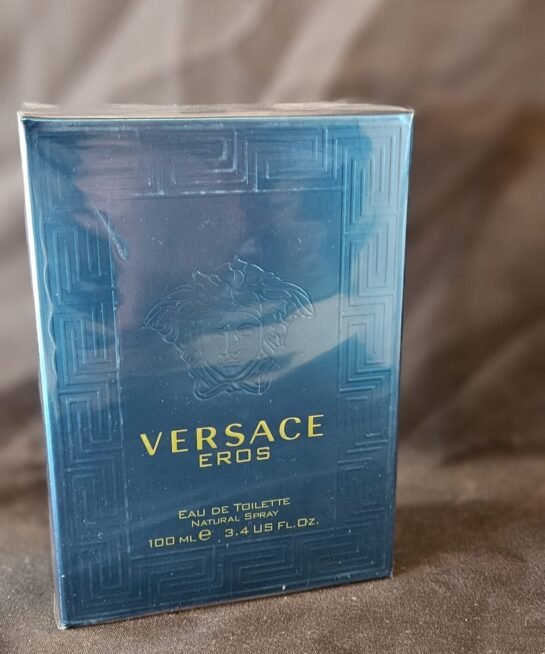 VERSACE
EROS
EAU DE TOILETTE
NATURAL SPRAY
100 ML ℮ 3.4 US FL.OZ.